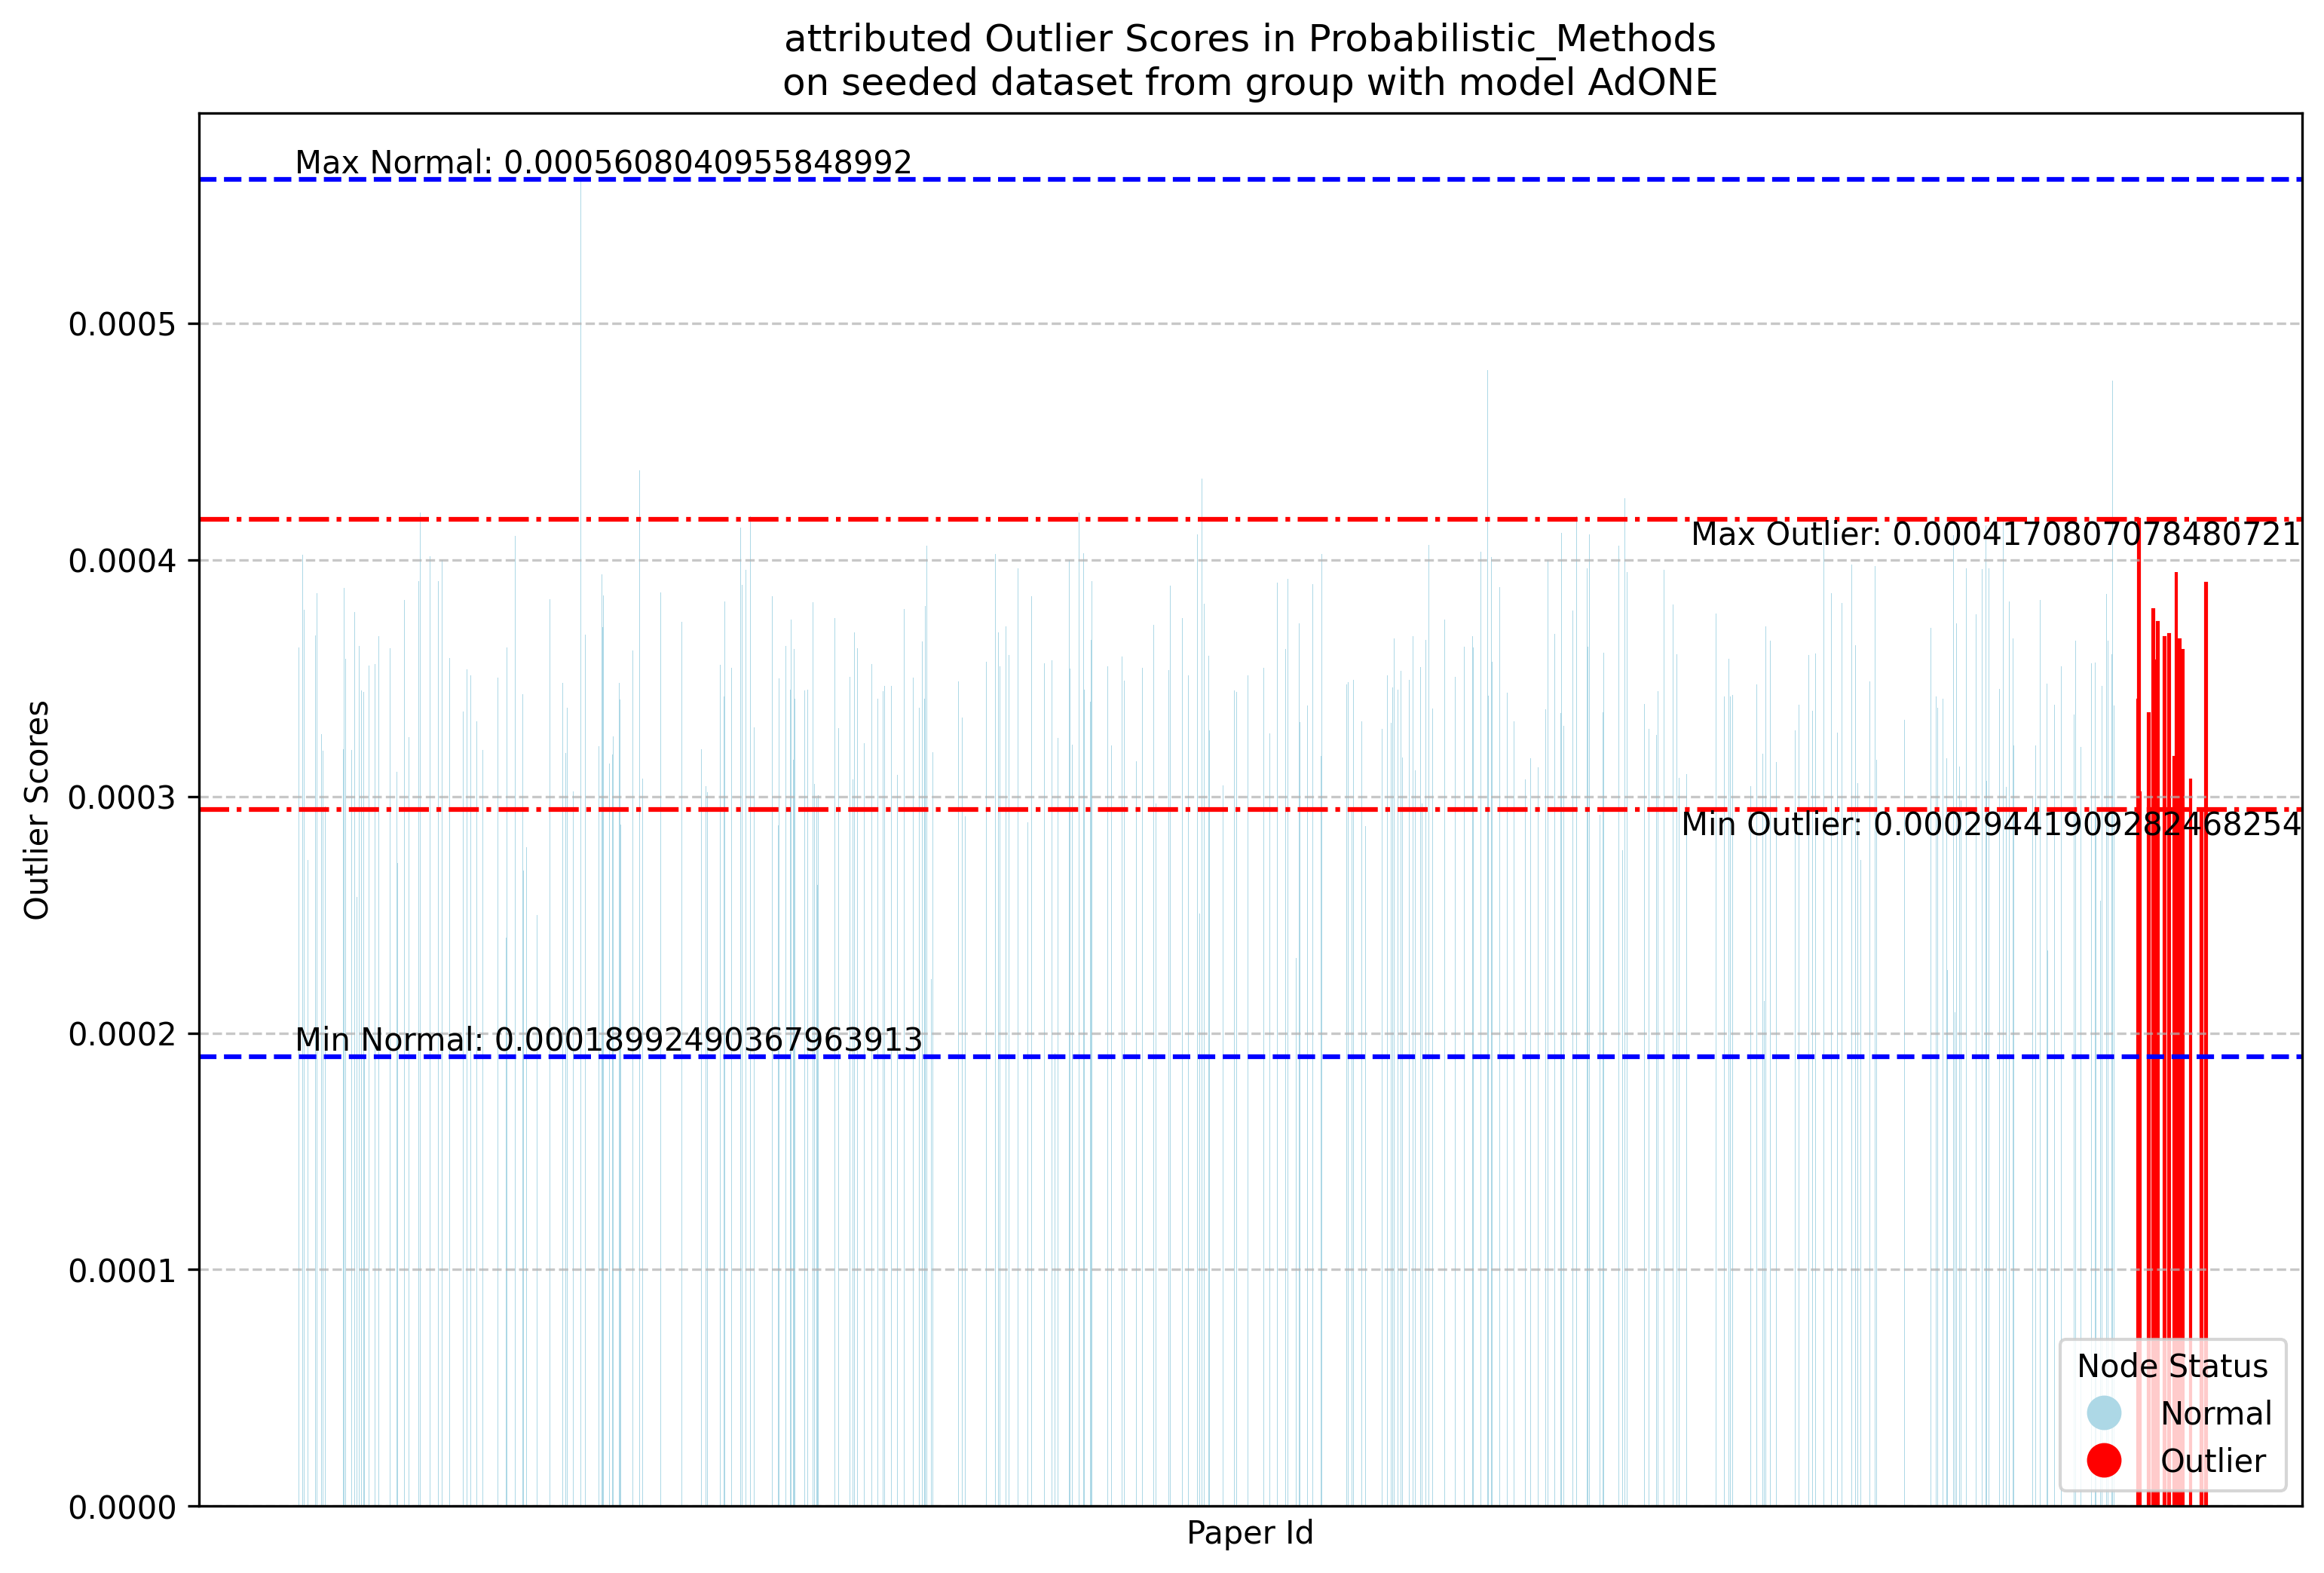 attributed Outlier Scores in Probabilistic_Methods
on seeded dataset from group with model AdONE
Max Normal: 0.0005608040955848992
0.0005
Max Outlier: 0.0004170807078480721
0.0004
0.0003
Min Outlier: 0.00029441909282468254
Outlier Scores
0.0002
Min Normal: 0.00018992490367963913
0.0001
Node Status
Normal
Outlier
0.0000
Paper Id